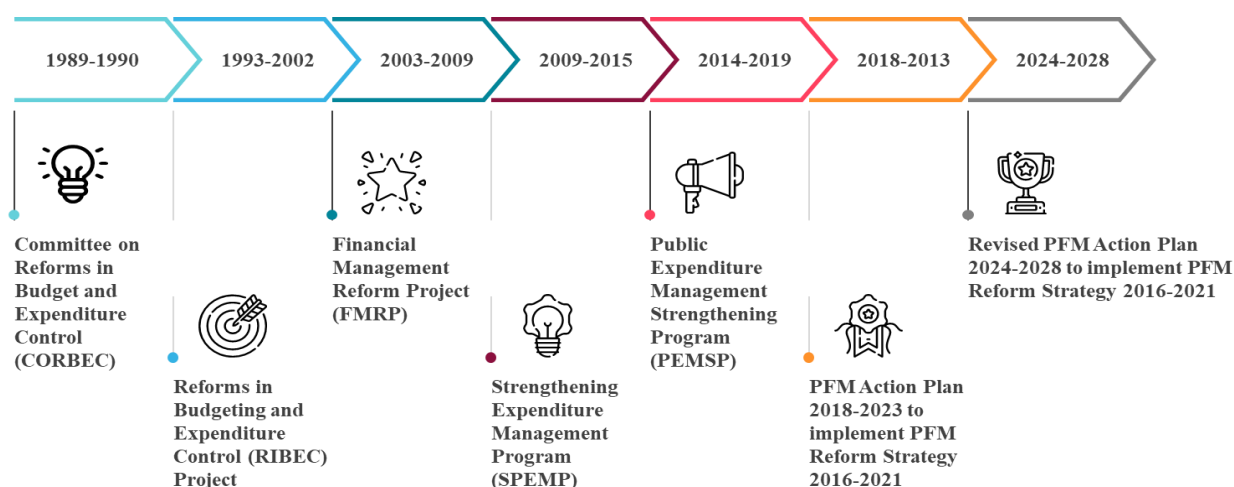 1989-1990
1993-2002
2003-2009
2009-2015
2014-2019
2018-2013
2024-2028
Committee on
Reforms in
Budget and
Expenditure
Control
(CORBEC)
Reforms in
Budgeting and
Expenditure
Control (RIBEC)
Project
Financial
Management
Reform Project
(FMRP)
Strengthening
Expenditure
Management
Program
(SPEMP)
Public
Expenditure
Management
Strengthening
Program
(PEMSP)
PFM Action Plan
2018-2023 to
implement PFM
Reform Strategy
2016-2021
Revised PFM Action Plan
2024-2028 to implement PFM
Reform Strategy 2016-2021